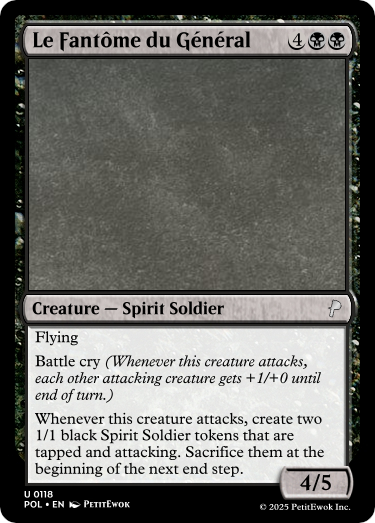 Le Fantôme du Général 4
Creature — Spirit Soldier
Flying
Battle cry (Whenever this creature attacks,
each other attacking creature gets +1/+0 until
end of turn.)
Whenever this creature attacks, create two
1/1 black Spirit Soldier tokens that are
tapped and attacking. Sacrifice them at the
beginning of the next end step.
4/5
U 0118
POL • EN PetitEwok
© 2025 PetitEwok Inc.